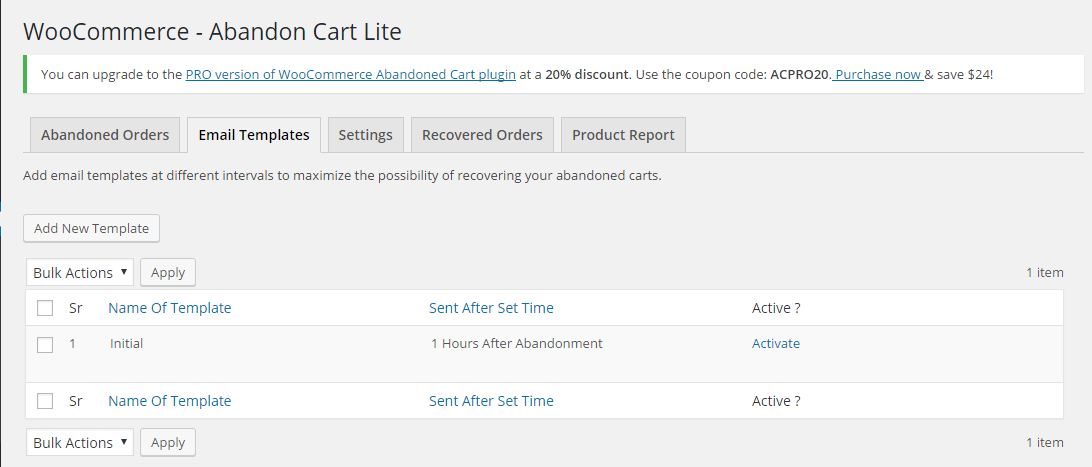 WooCommerce - Abandon Cart Lite
You can upgrade to the PRO version of WooCommerce Abandoned Cart plugin at a 20% discount. Use the coupon code: ACPRO20. Purchase now & save $24!
Abandoned Orders Email Templates Settings Recovered Orders Product Report
Add email templates at different intervals to maximize the possibility of recovering your abandoned carts.
Add New Template
Bulk Actions Apply 1 item
Sr Name Of Template Sent After Set Time Active ?
1 Initial 1 Hours After Abandonment Activate
Sr Name Of Template Sent After Set Time Active ?
Bulk Actions Apply 1 item